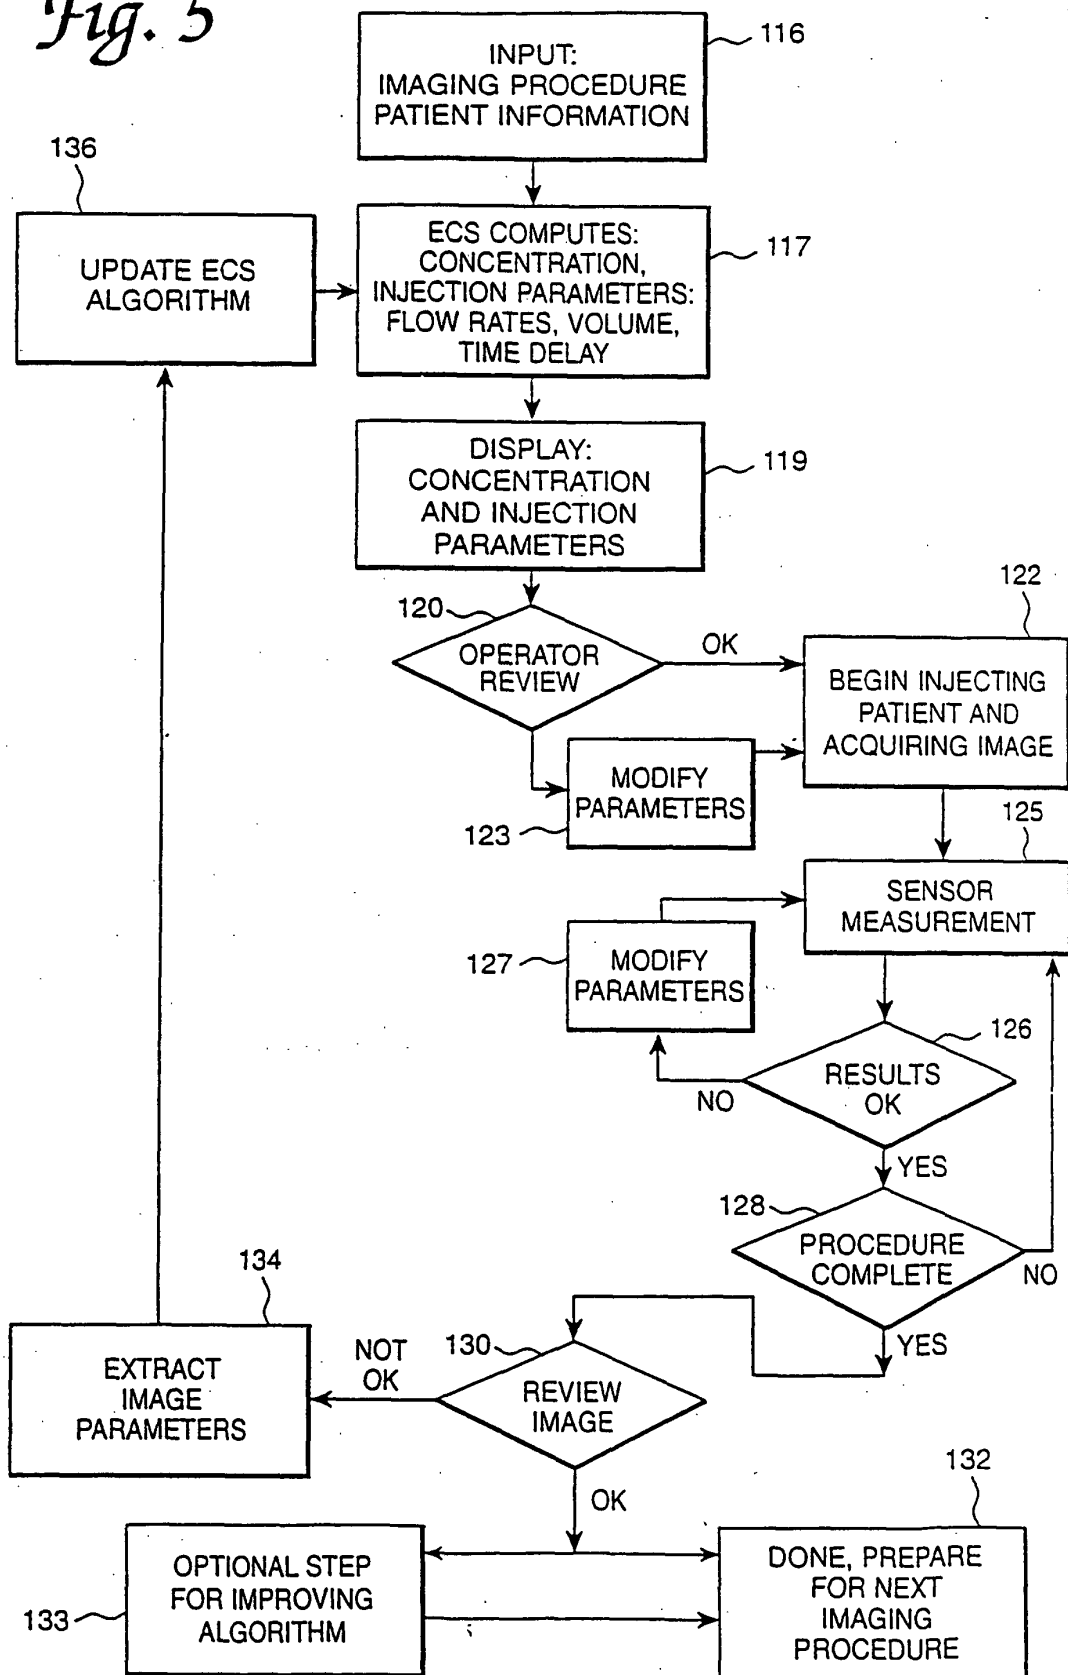 Fig. 5
INPUT:
IMAGING PROCEDURE
PATIENT INFORMATION
116
136
UPDATE ECS
ALGORITHM
ECS COMPUTES:
CONCENTRATION,
INJECTION PARAMETERS:
FLOW RATES, VOLUME,
TIME DELAY
117
DISPLAY:
CONCENTRATION
AND INJECTION
PARAMETERS
119
120
OPERATOR
REVIEW
OK
122
BEGIN INJECTING
PATIENT AND
ACQUIRING IMAGE
MODIFY
PARAMETERS
123
125
SENSOR
MEASUREMENT
127
MODIFY
PARAMETERS
126
RESULTS
OK
NO
YES
128
PROCEDURE
COMPLETE
NO
YES
134
EXTRACT
IMAGE
PARAMETERS
NOT
OK
130
REVIEW
IMAGE
OK
132
OPTIONAL STEP
FOR IMPROVING
ALGORITHM
133
DONE, PREPARE
FOR NEXT
IMAGING
PROCEDURE